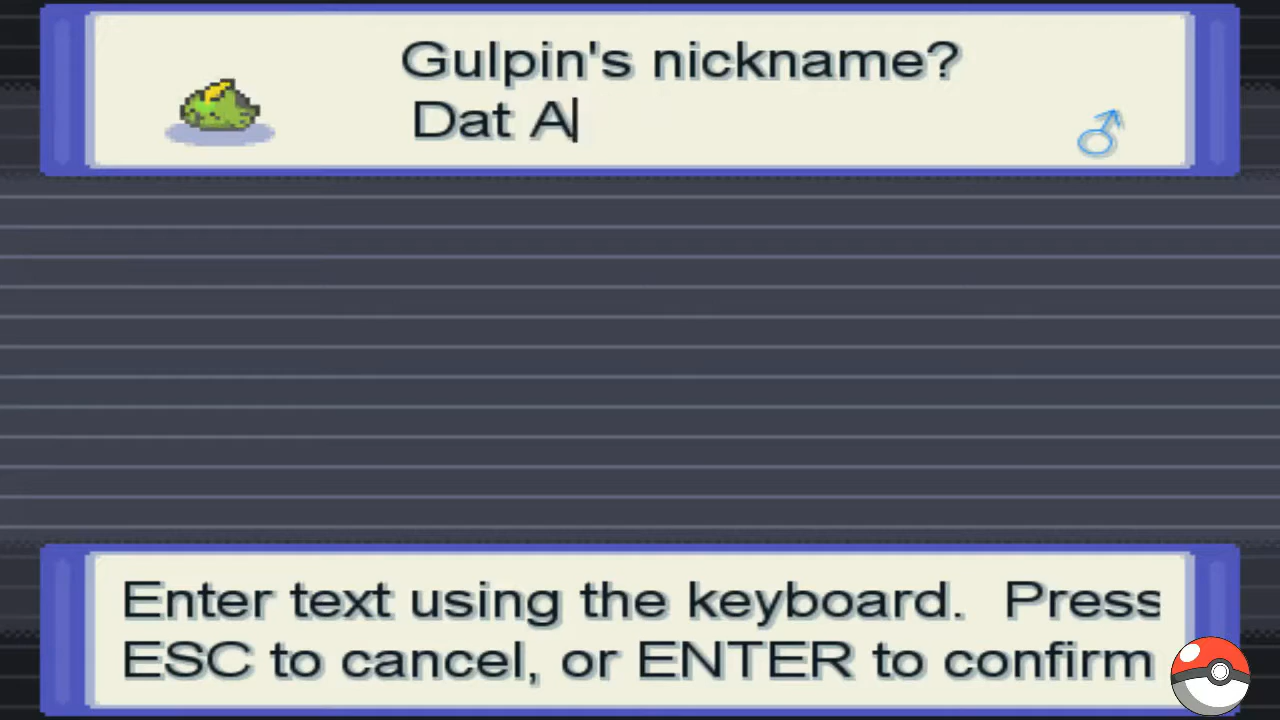 Gulpin's nickname?
Dat A
Enter text using the keyboard. Press
ESC to cancel, or ENTER to confirm